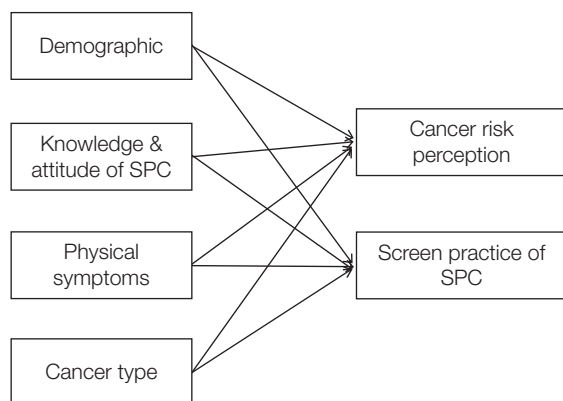 Demographic
Knowledge &
attitude of SPC
Physical
symptoms
Cancer type
Cancer risk
perception
Screen practice of
SPC